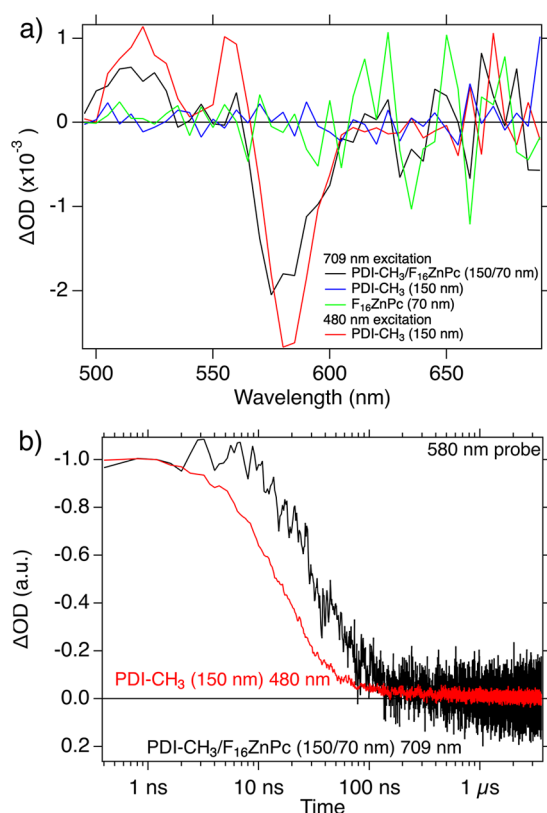 a)
1
0
-1
-2
ΔOD (x10⁻³)
709 nm excitation
PDI-CH₃/F₁₆ZnPc (150/70 nm)
PDI-CH₃ (150 nm)
F₁₆ZnPc (70 nm)
480 nm excitation
PDI-CH₃ (150 nm)
500
550
600
650
Wavelength (nm)
b)
580 nm probe
-1.0
-0.8
-0.6
-0.4
-0.2
0.0
0.2
ΔOD (a.u.)
PDI-CH₃ (150 nm) 480 nm
PDI-CH₃/F₁₆ZnPc (150/70 nm) 709 nm
1 ns
10 ns
100 ns
1 µs
Time